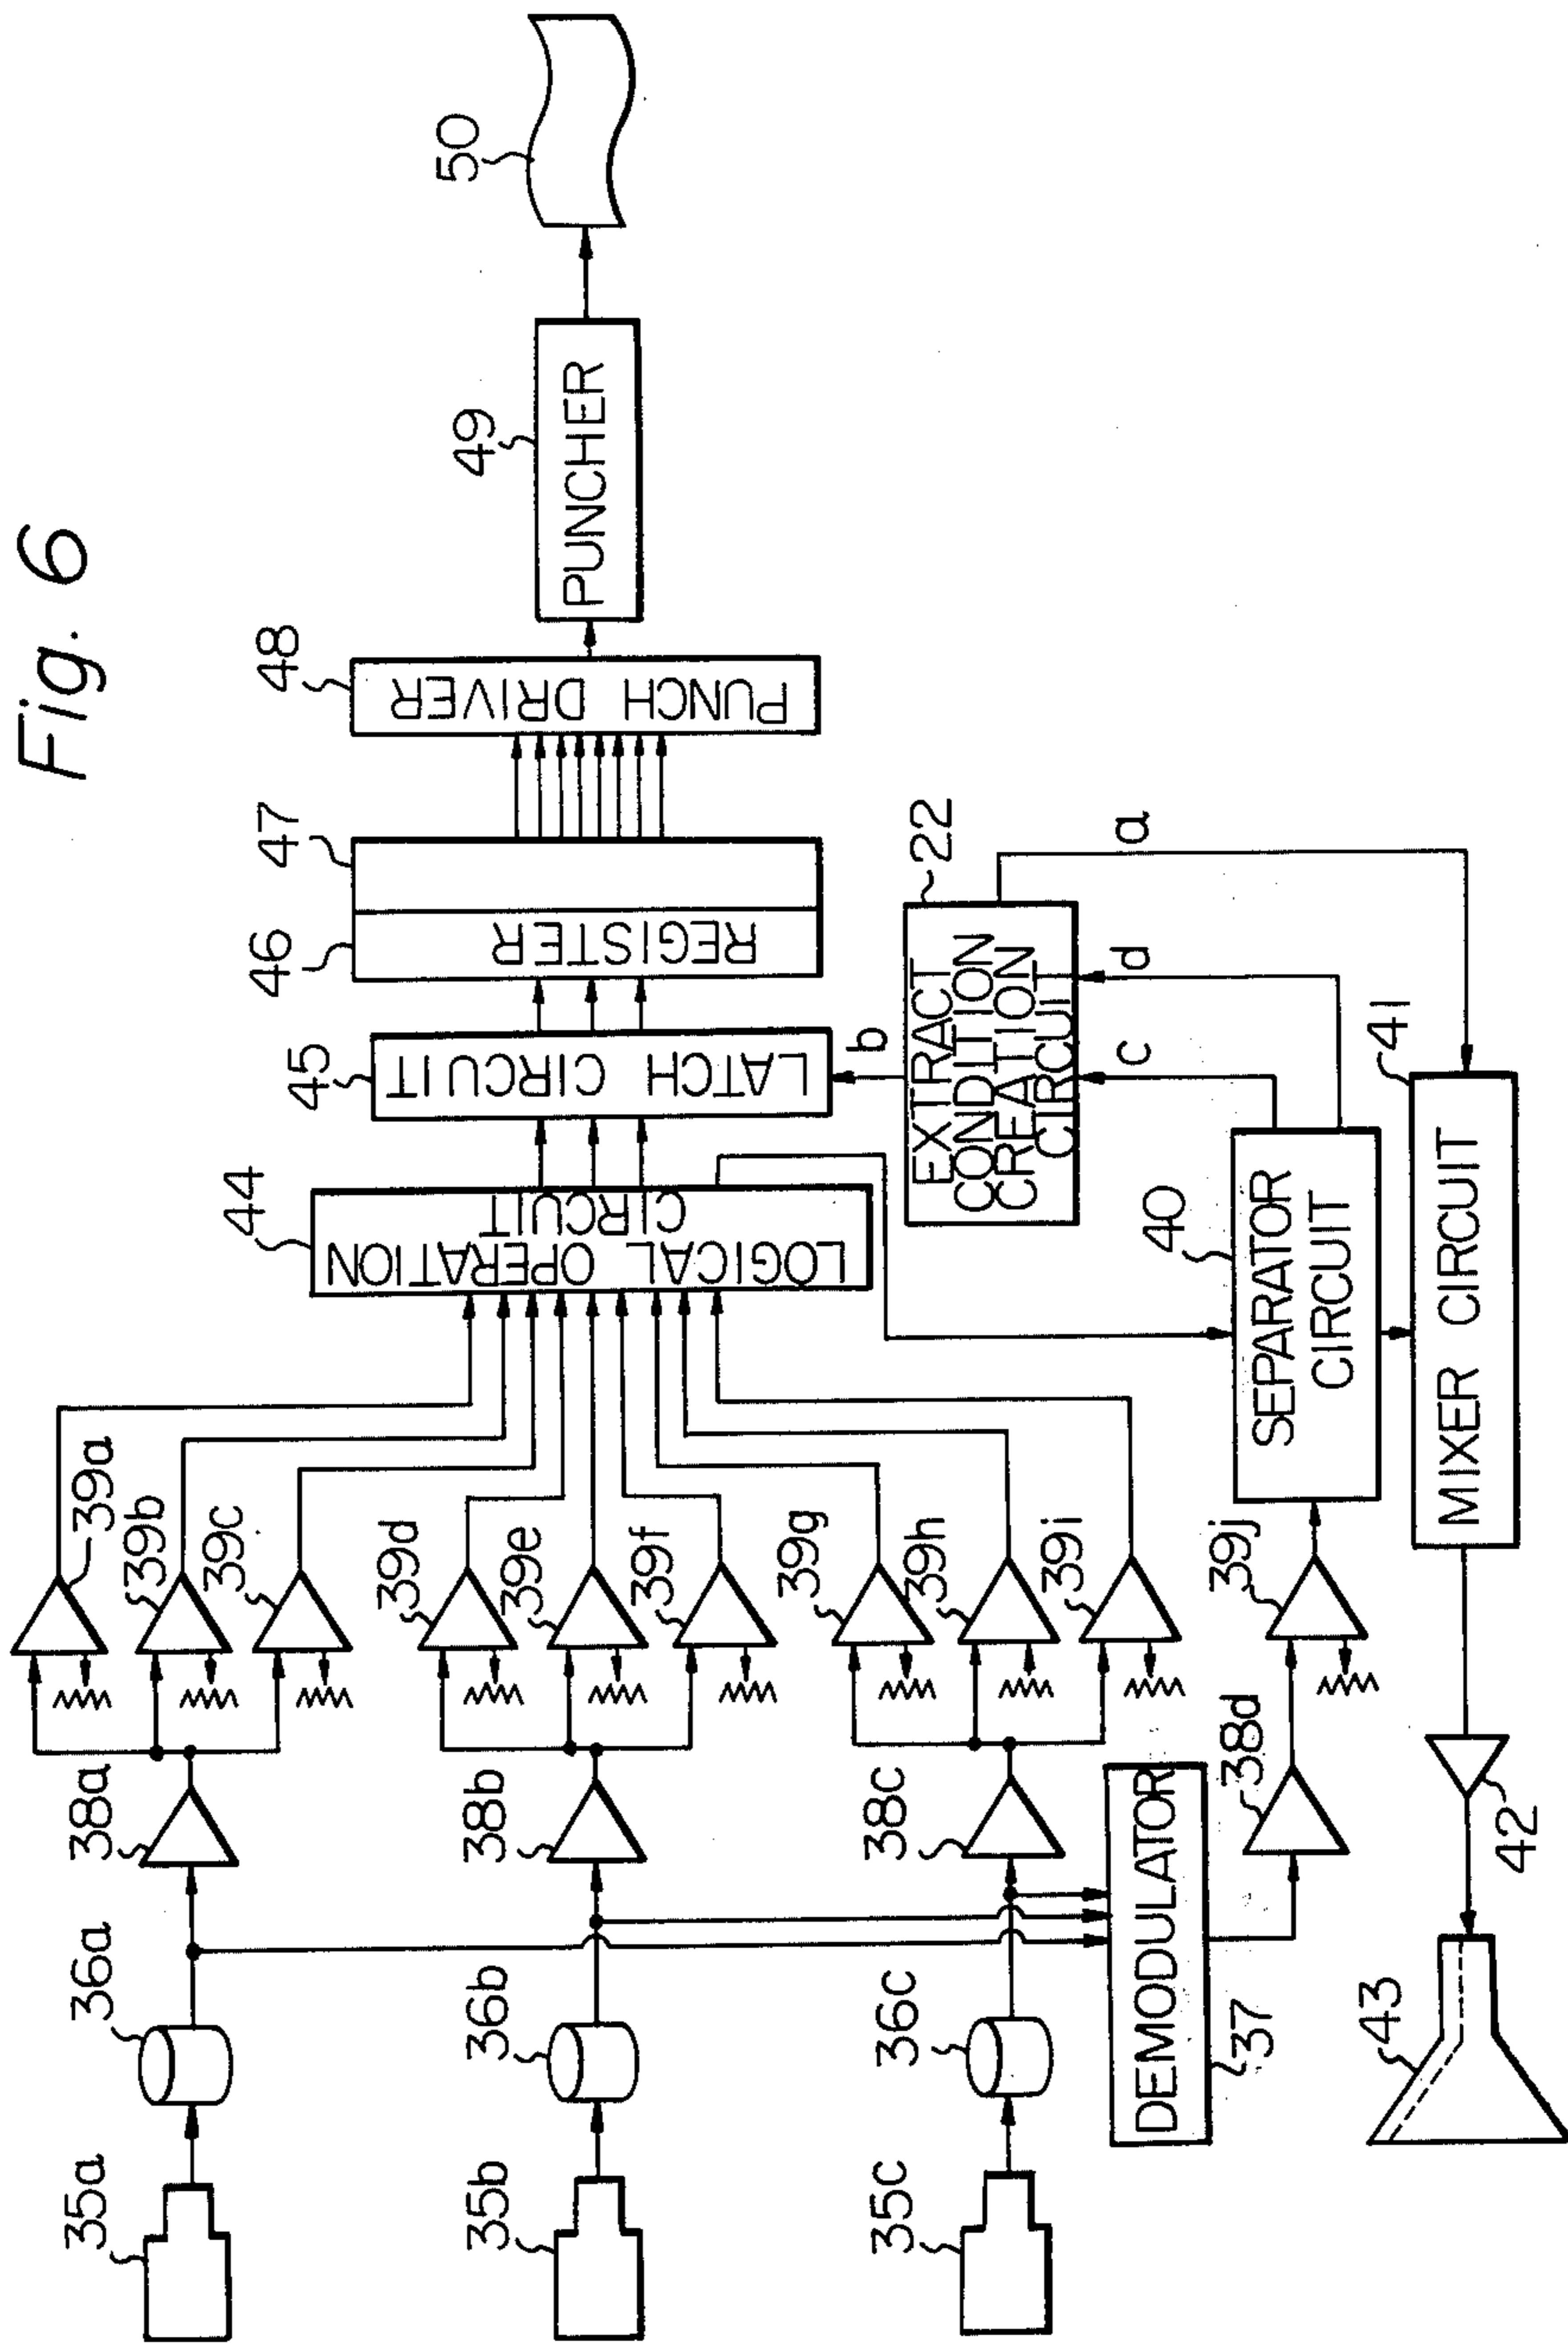 Fig. 6
35a
36a
38a
39a
39b
39c
35b
36b
38b
39d
39e
39f
35c
36c
38c
39g
39h
39i
DEMODULATOR
37
38d
39j
44
LOGICAL OPERATION
CIRCUIT
45
LATCH CIRCUIT
46
REGISTER
47
48
PUNCH DRIVER
49
PUNCHER
50
22
EXTRACT
CONDITION
CREATION
CIRCUIT
a
b
c
d
40
SEPARATOR
CIRCUIT
41
MIXER CIRCUIT
42
43